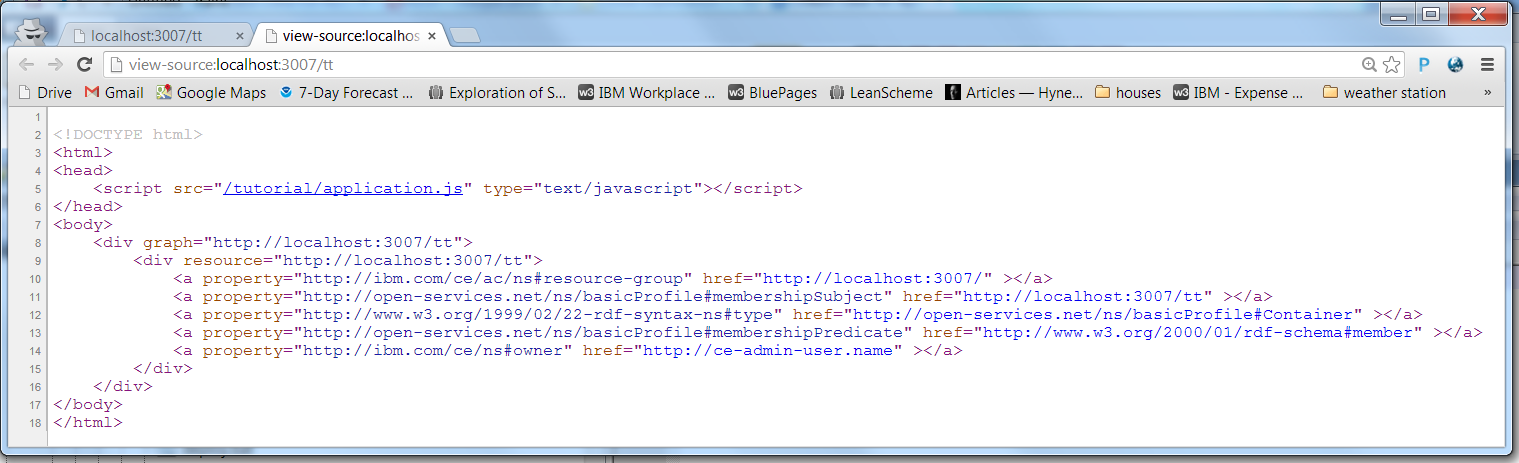 localhost:3007/tt
view-source:localhos
view-source:localhost:3007/tt
Drive Gmail Google Maps 7-Day Forecast ... Exploration of S... IBM Workplace ... BluePages LeanScheme Articles — Hyne... houses IBM - Expense ... weather station »
1
2 <!DOCTYPE html>
3 <html>
4 <head>
5 <script src="/tutorial/application.js" type="text/javascript"></script>
6 </head>
7 <body>
8 <div graph="http://localhost:3007/tt">
9 <div resource="http://localhost:3007/tt">
10 <a property="http://ibm.com/ce/ac/ns#resource-group" href="http://localhost:3007/" ></a>
11 <a property="http://open-services.net/ns/basicProfile#membershipSubject" href="http://localhost:3007/tt" ></a>
12 <a property="http://www.w3.org/1999/02/22-rdf-syntax-ns#type" href="http://open-services.net/ns/basicProfile#Container" ></a>
13 <a property="http://open-services.net/ns/basicProfile#membershipPredicate" href="http://www.w3.org/2000/01/rdf-schema#member" ></a>
14 <a property="http://ibm.com/ce/ns#owner" href="http://ce-admin-user.name" ></a>
15 </div>
16 </div>
17 </body>
18 </html>